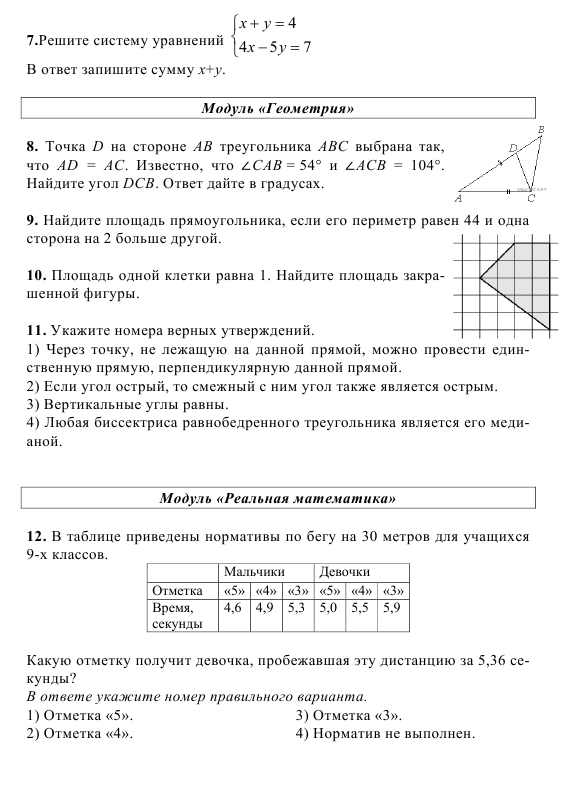 7.Решите систему уравнений { x + y = 4
4x − 5y = 7
В ответ запишите сумму x+y.
Модуль «Геометрия»
8. Точка D на стороне AB треугольника ABC выбрана так,
что AD = AC. Известно, что ∠CAB = 54° и ∠ACB = 104°.
Найдите угол DCB. Ответ дайте в градусах.
B
D
A
C
9. Найдите площадь прямоугольника, если его периметр равен 44 и одна
сторона на 2 больше другой.
10. Площадь одной клетки равна 1. Найдите площадь закра-
шенной фигуры.
11. Укажите номера верных утверждений.
1) Через точку, не лежащую на данной прямой, можно провести един-
ственную прямую, перпендикулярную данной прямой.
2) Если угол острый, то смежный с ним угол также является острым.
3) Вертикальные углы равны.
4) Любая биссектриса равнобедренного треугольника является его меди-
аной.
Модуль «Реальная математика»
12. В таблице приведены нормативы по бегу на 30 метров для учащихся
9-х классов.
Мальчики Девочки
Отметка «5» «4» «3» «5» «4» «3»
Время, 4,6 4,9 5,3 5,0 5,5 5,9
секунды
Какую отметку получит девочка, пробежавшая эту дистанцию за 5,36 се-
кунды?
В ответе укажите номер правильного варианта.
1) Отметка «5». 3) Отметка «3».
2) Отметка «4». 4) Норматив не выполнен.